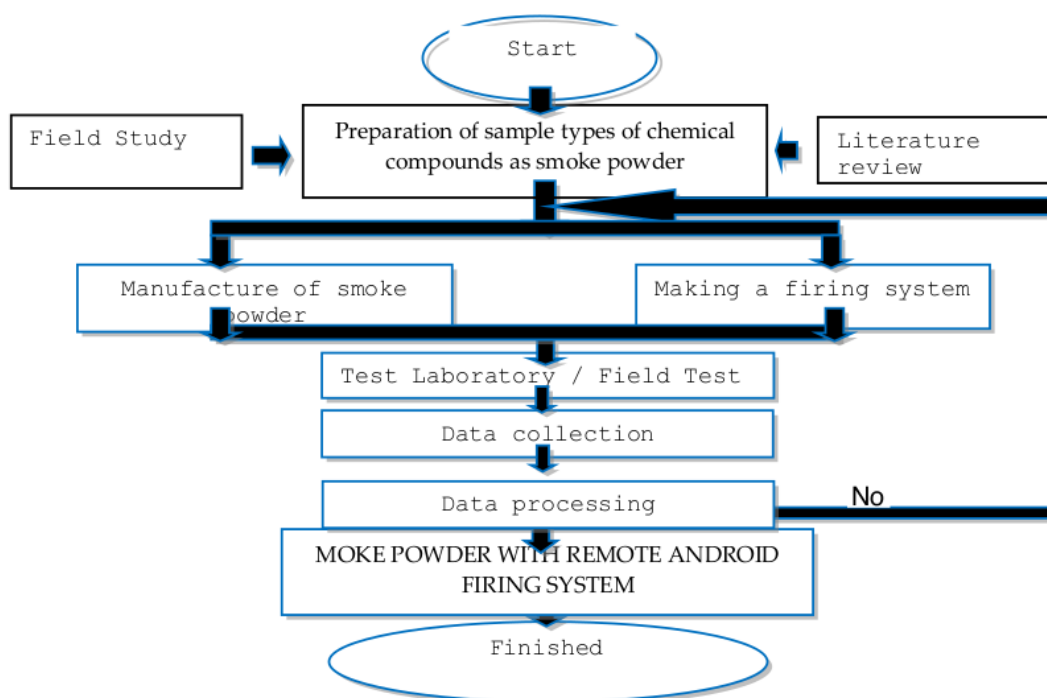 Start
Field Study
Preparation of sample types of chemical
compounds as smoke powder
Literature
review
Manufacture of smoke
powder
Making a firing system
Test Laboratory / Field Test
Data collection
Data processing
No
MOKE POWDER WITH REMOTE ANDROID
FIRING SYSTEM
Finished